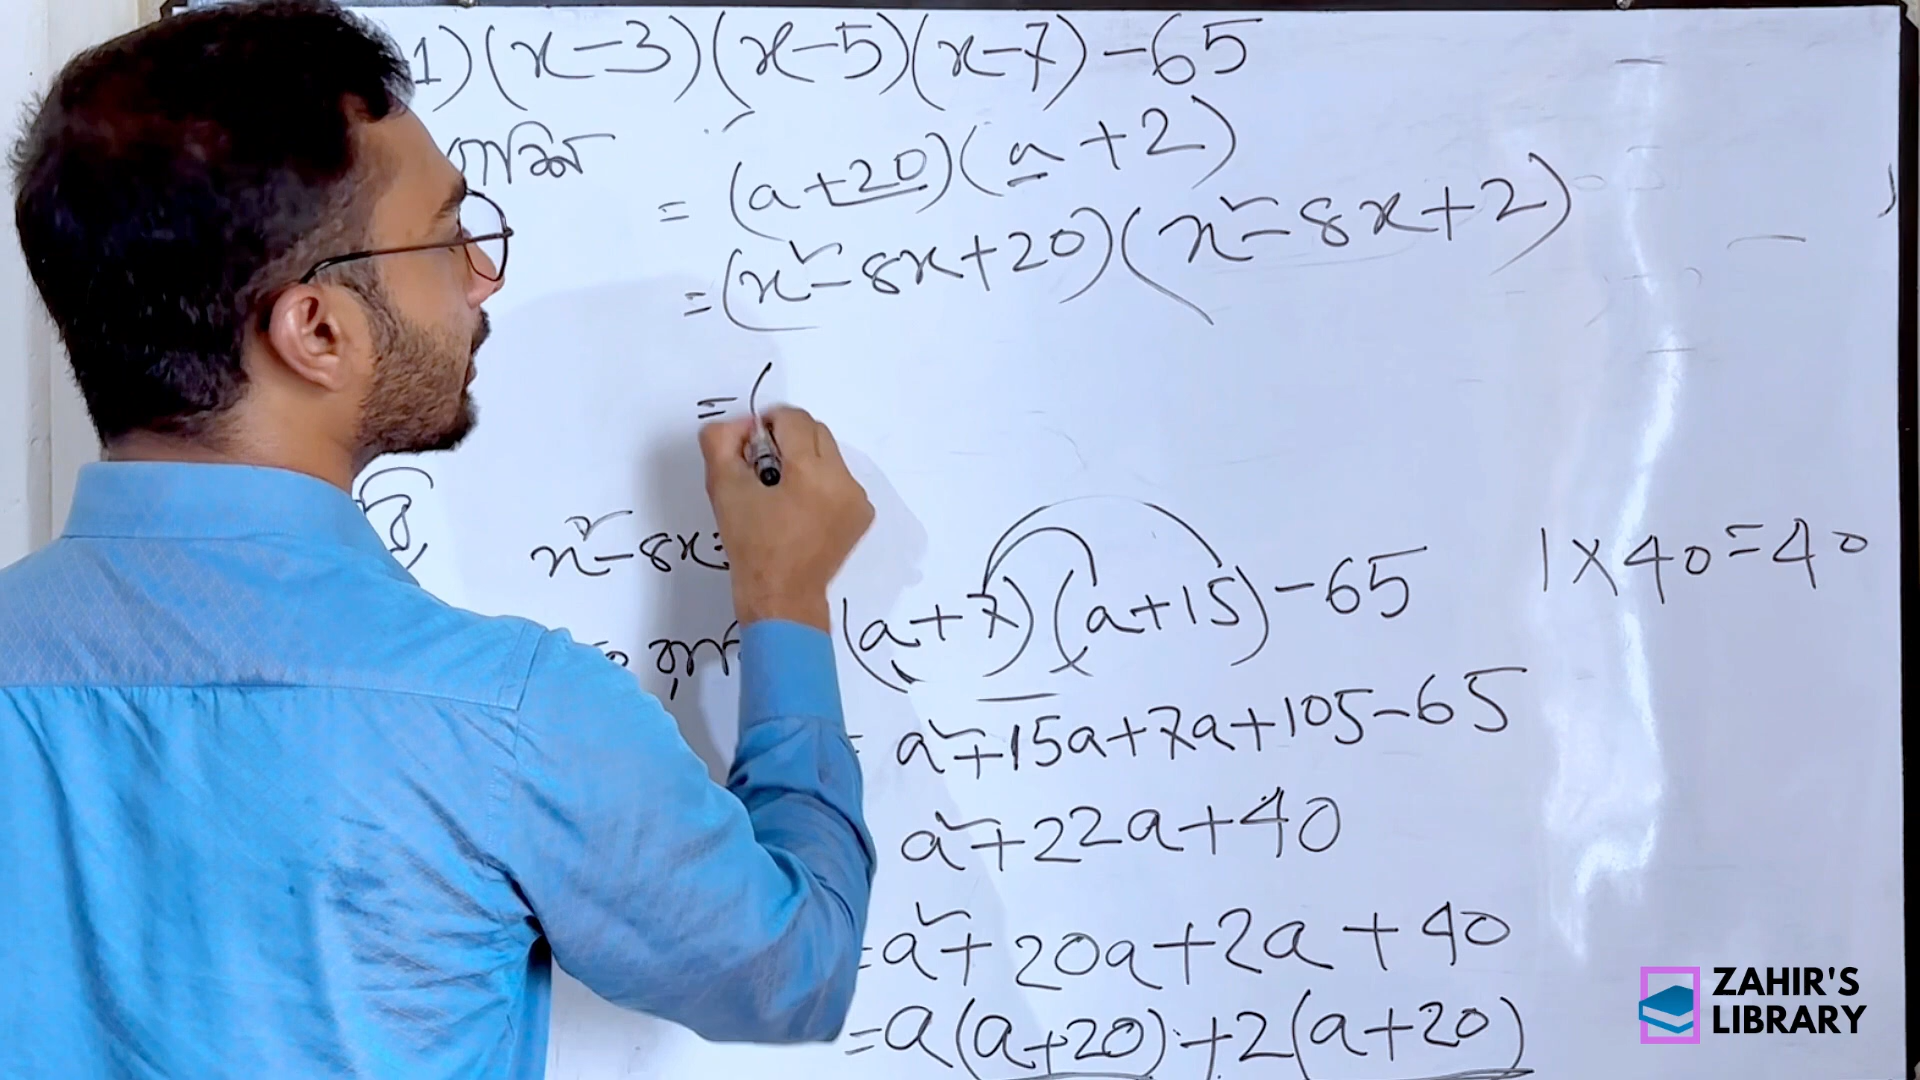 1)(x-3)(x-5)(x-7)-65
রাশি
= (a+20)(a+2)
=(x²-8x+20)(x²-8x+2)
=(
x²-8x=
(a+7)(a+15)-65
1×40=40
= a²+15a+7a+105-65
a²+22a+40
=a²+20a+2a+40
=a(a+20)+2(a+20)
ZAHIR'S
LIBRARY